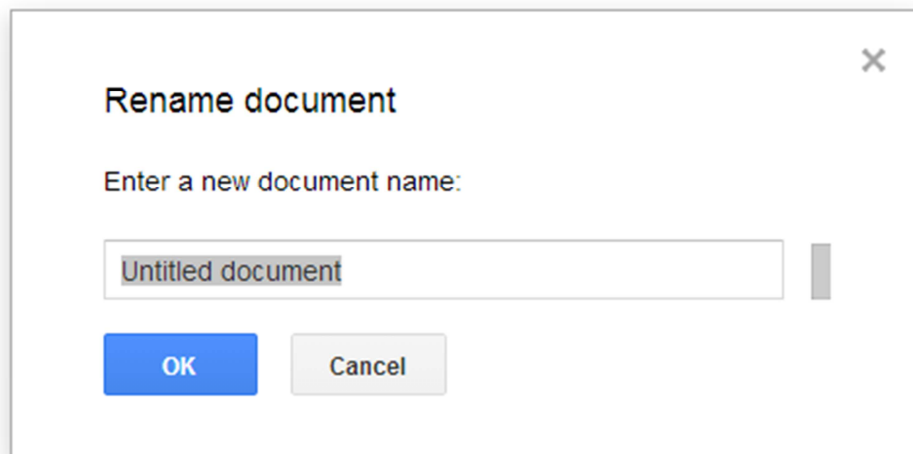 Rename document
Enter a new document name:
Untitled document
OK Cancel